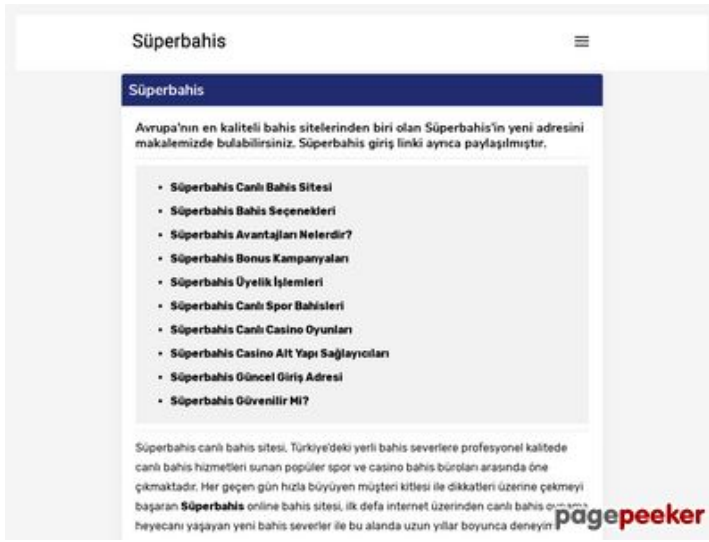 Süperbahis
Süperbahis
Avrupa'nın en kaliteli bahis sitelerinden biri olan Süperbahis'in yeni adresini
makalemizde bulabilirsiniz. Süperbahis giriş linki ayrıca paylaşılmıştır.
• Süperbahis Canlı Bahis Sitesi
• Süperbahis Bahis Seçenekleri
• Süperbahis Avantajları Nelerdir?
• Süperbahis Bonus Kampanyaları
• Süperbahis Üyelik İşlemleri
• Süperbahis Canlı Spor Bahisleri
• Süperbahis Canlı Casino Oyunları
• Süperbahis Casino Alt Yapı Sağlayıcıları
• Süperbahis Güncel Giriş Adresi
• Süperbahis Güvenilir Mi?
Süperbahis canlı bahis sitesi, Türkiye'deki yerli bahis severlere profesyonel kalitede
canlı bahis hizmetleri sunan popüler spor ve casino bahis büroları arasında öne
çıkmaktadır. Her geçen gün hızla büyüyen müşteri kitlesi ile dikkatleri üzerine çekmeyi
başaran Süperbahis online bahis sitesi, ilk defa internet üzerinden canlı bahis oynama
heyecanı yaşayan yeni bahis severler ile bu alanda uzun yıllar boyunca
pagepeeker